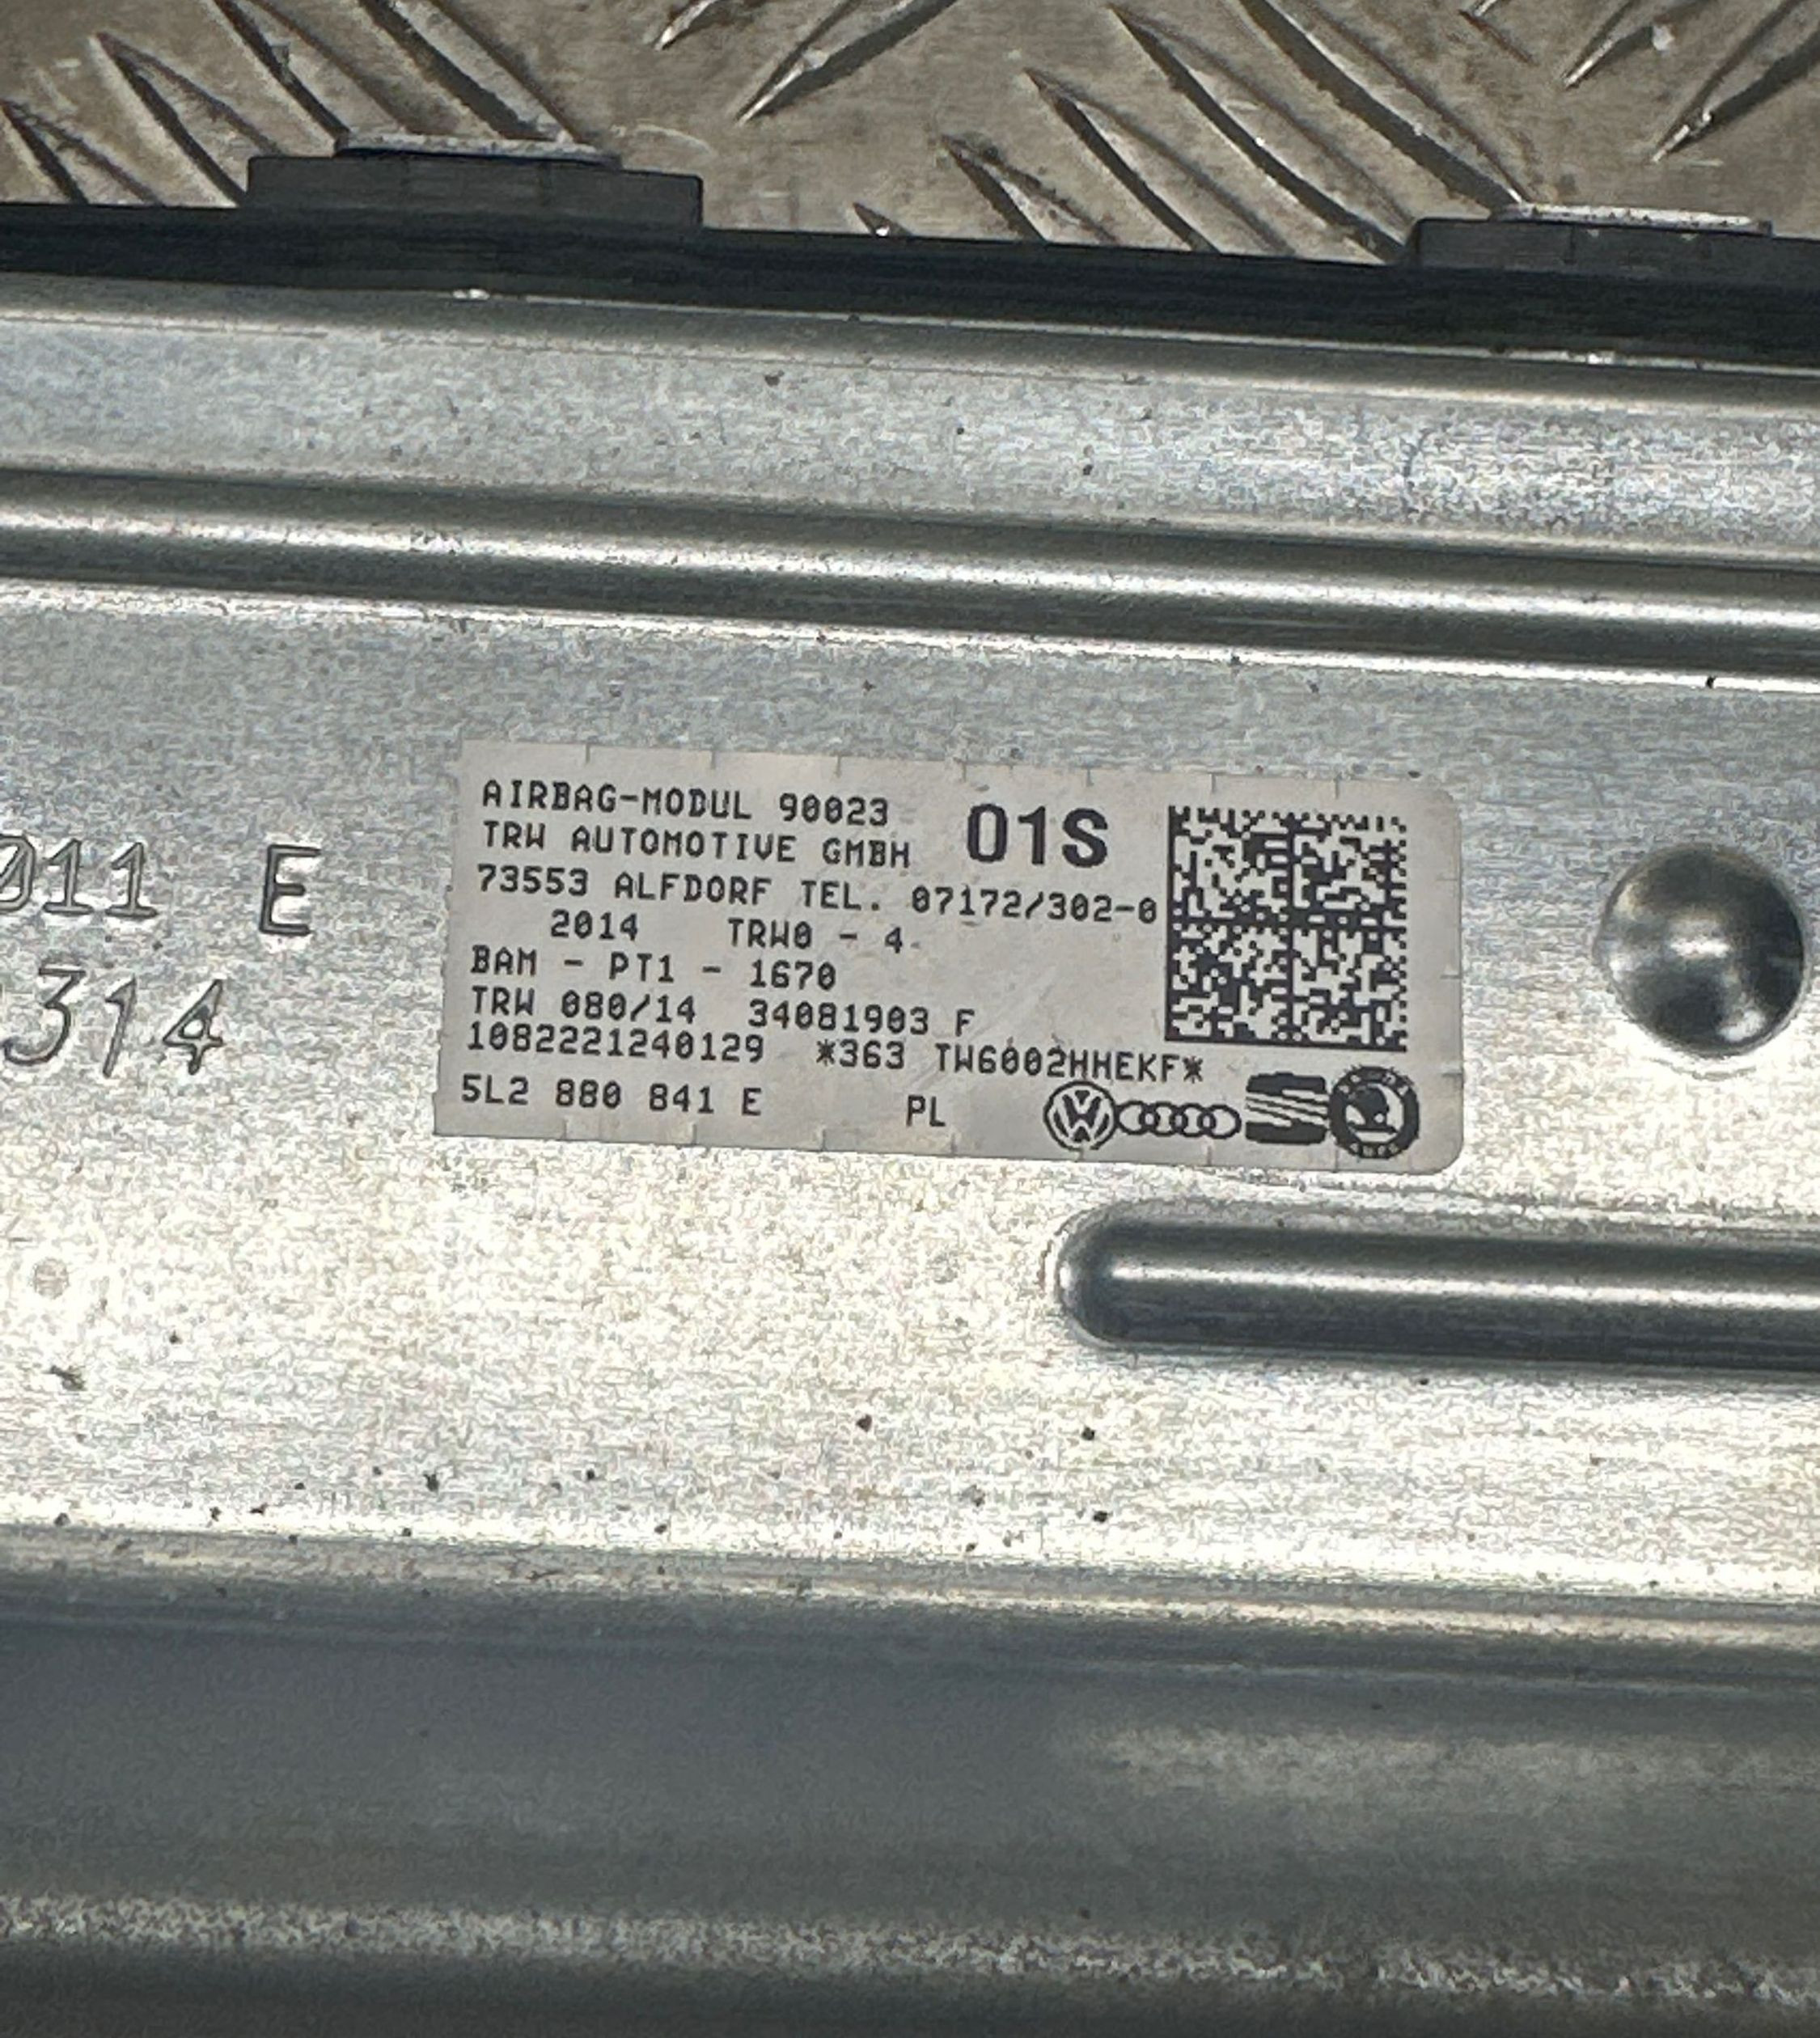 AIRBAG-MODUL 90023
01S
TRW AUTOMOTIVE GMBH
73553 ALFDORF TEL. 07172/302-0
2014 TRW0 - 4
BAM - PT1 - 1670
TRW 080/14 34081903 F
1082221240129 *363 TW6002HHEKF*
5L2 880 841 E PL
011 E
314